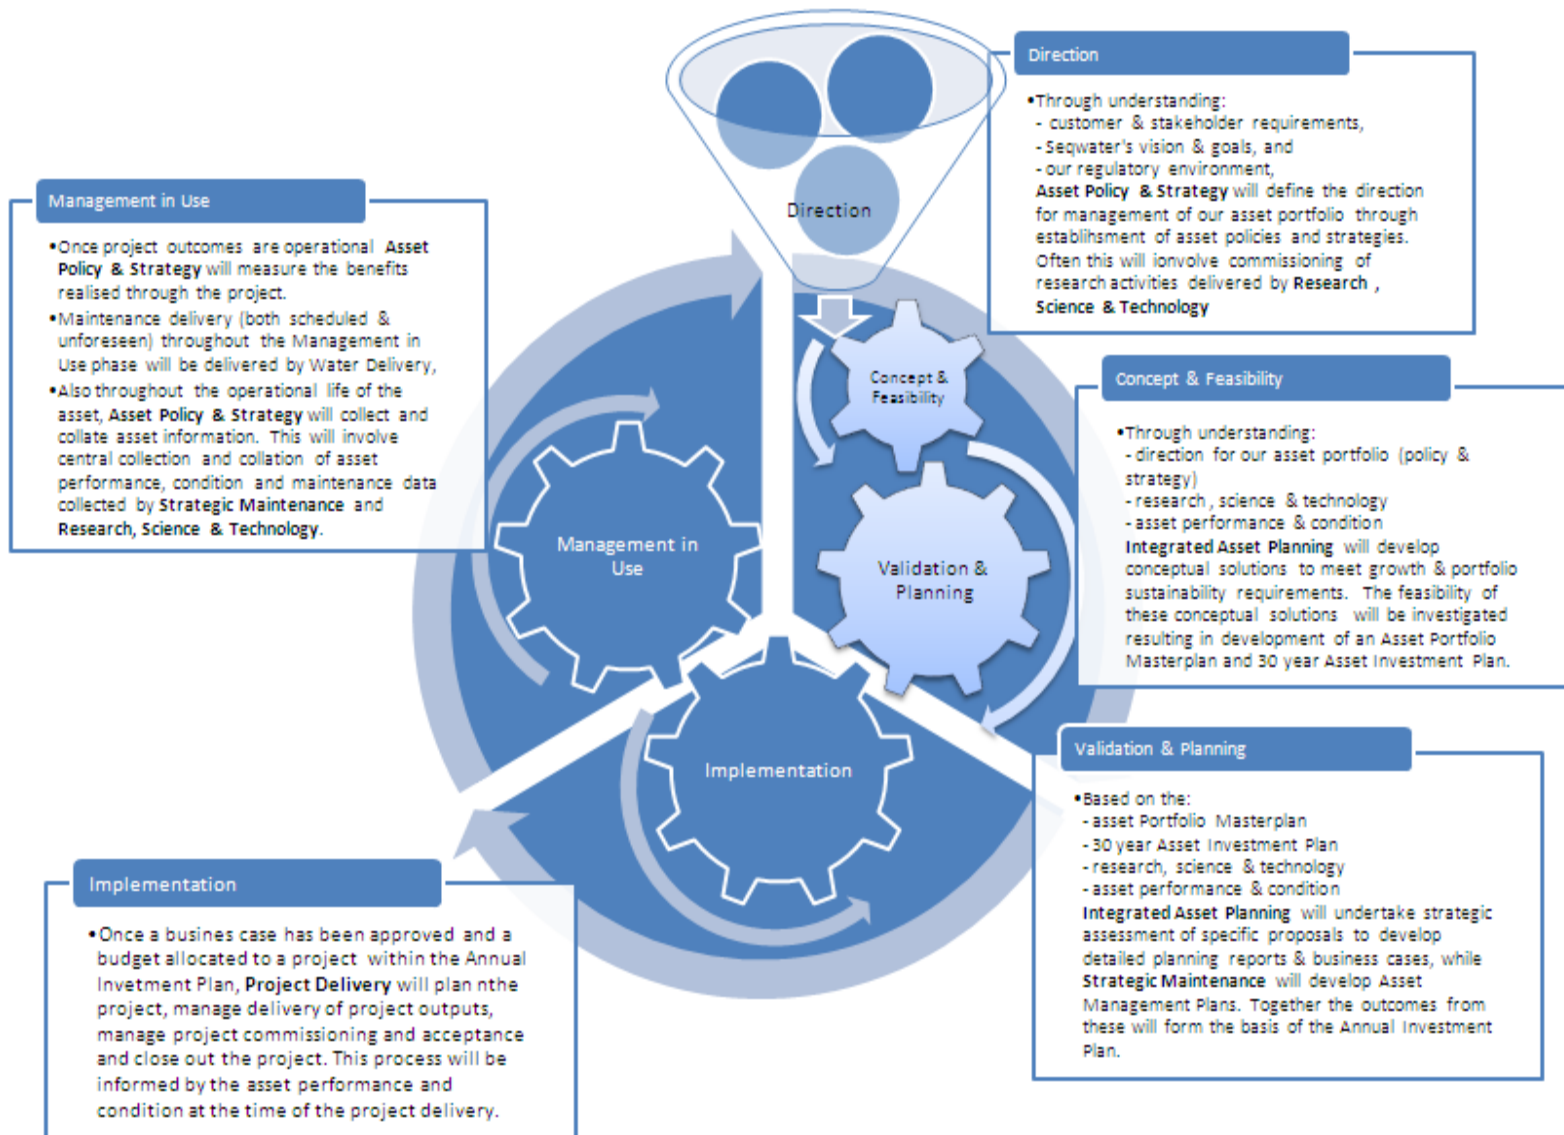 Direction
•Through understanding:
- customer & stakeholder requirements,
- Seqwater's vision & goals, and
- our regulatory environment,
Asset Policy & Strategy will define the direction
for management of our asset portfolio through
establihsment of asset policies and strategies.
Often this will ionvolve commissioning of
research activities delivered by Research ,
Science & Technology
Direction
Management in Use
•Once project outcomes are operational Asset
Policy & Strategy will measure the benefits
realised through the project.
•Maintenance delivery (both scheduled &
unforeseen) throughout the Management in
Use phase will be delivered by Water Delivery,
•Also throughout the operational life of the
asset, Asset Policy & Strategy will collect and
collate asset information. This will involve
central collection and collation of asset
performance, condition and maintenance data
collected by Strategic Maintenance and
Research, Science & Technology.
Concept &
Feasibility
Concept & Feasibility
•Through understanding:
- direction for our asset portfolio (policy &
strategy)
- research, science & technology
- asset performance & condition
Integrated Asset Planning will develop
conceptual solutions to meet growth & portfolio
sustainability requirements. The feasibility of
these conceptual solutions will be investigated
resulting in development of an Asset Portfolio
Masterplan and 30 year Asset Investment Plan.
Management in
Use
Validation &
Planning
Implementation
Validation & Planning
•Based on the:
- asset Portfolio Masterplan
- 30 year Asset Investment Plan
- research, science & technology
- asset performance & condition
Integrated Asset Planning will undertake strategic
assessment of specific proposals to develop
detailed planning reports & business cases, while
Strategic Maintenance will develop Asset
Management Plans. Together the outcomes from
these will form the basis of the Annual Investment
Plan.
Implementation
•Once a busines case has been approved and a
budget allocated to a project within the Annual
Invetment Plan, Project Delivery will plan nthe
project, manage delivery of project outputs,
manage project commissioning and acceptance
and close out the project. This process will be
informed by the asset performance and
condition at the time of the project delivery.